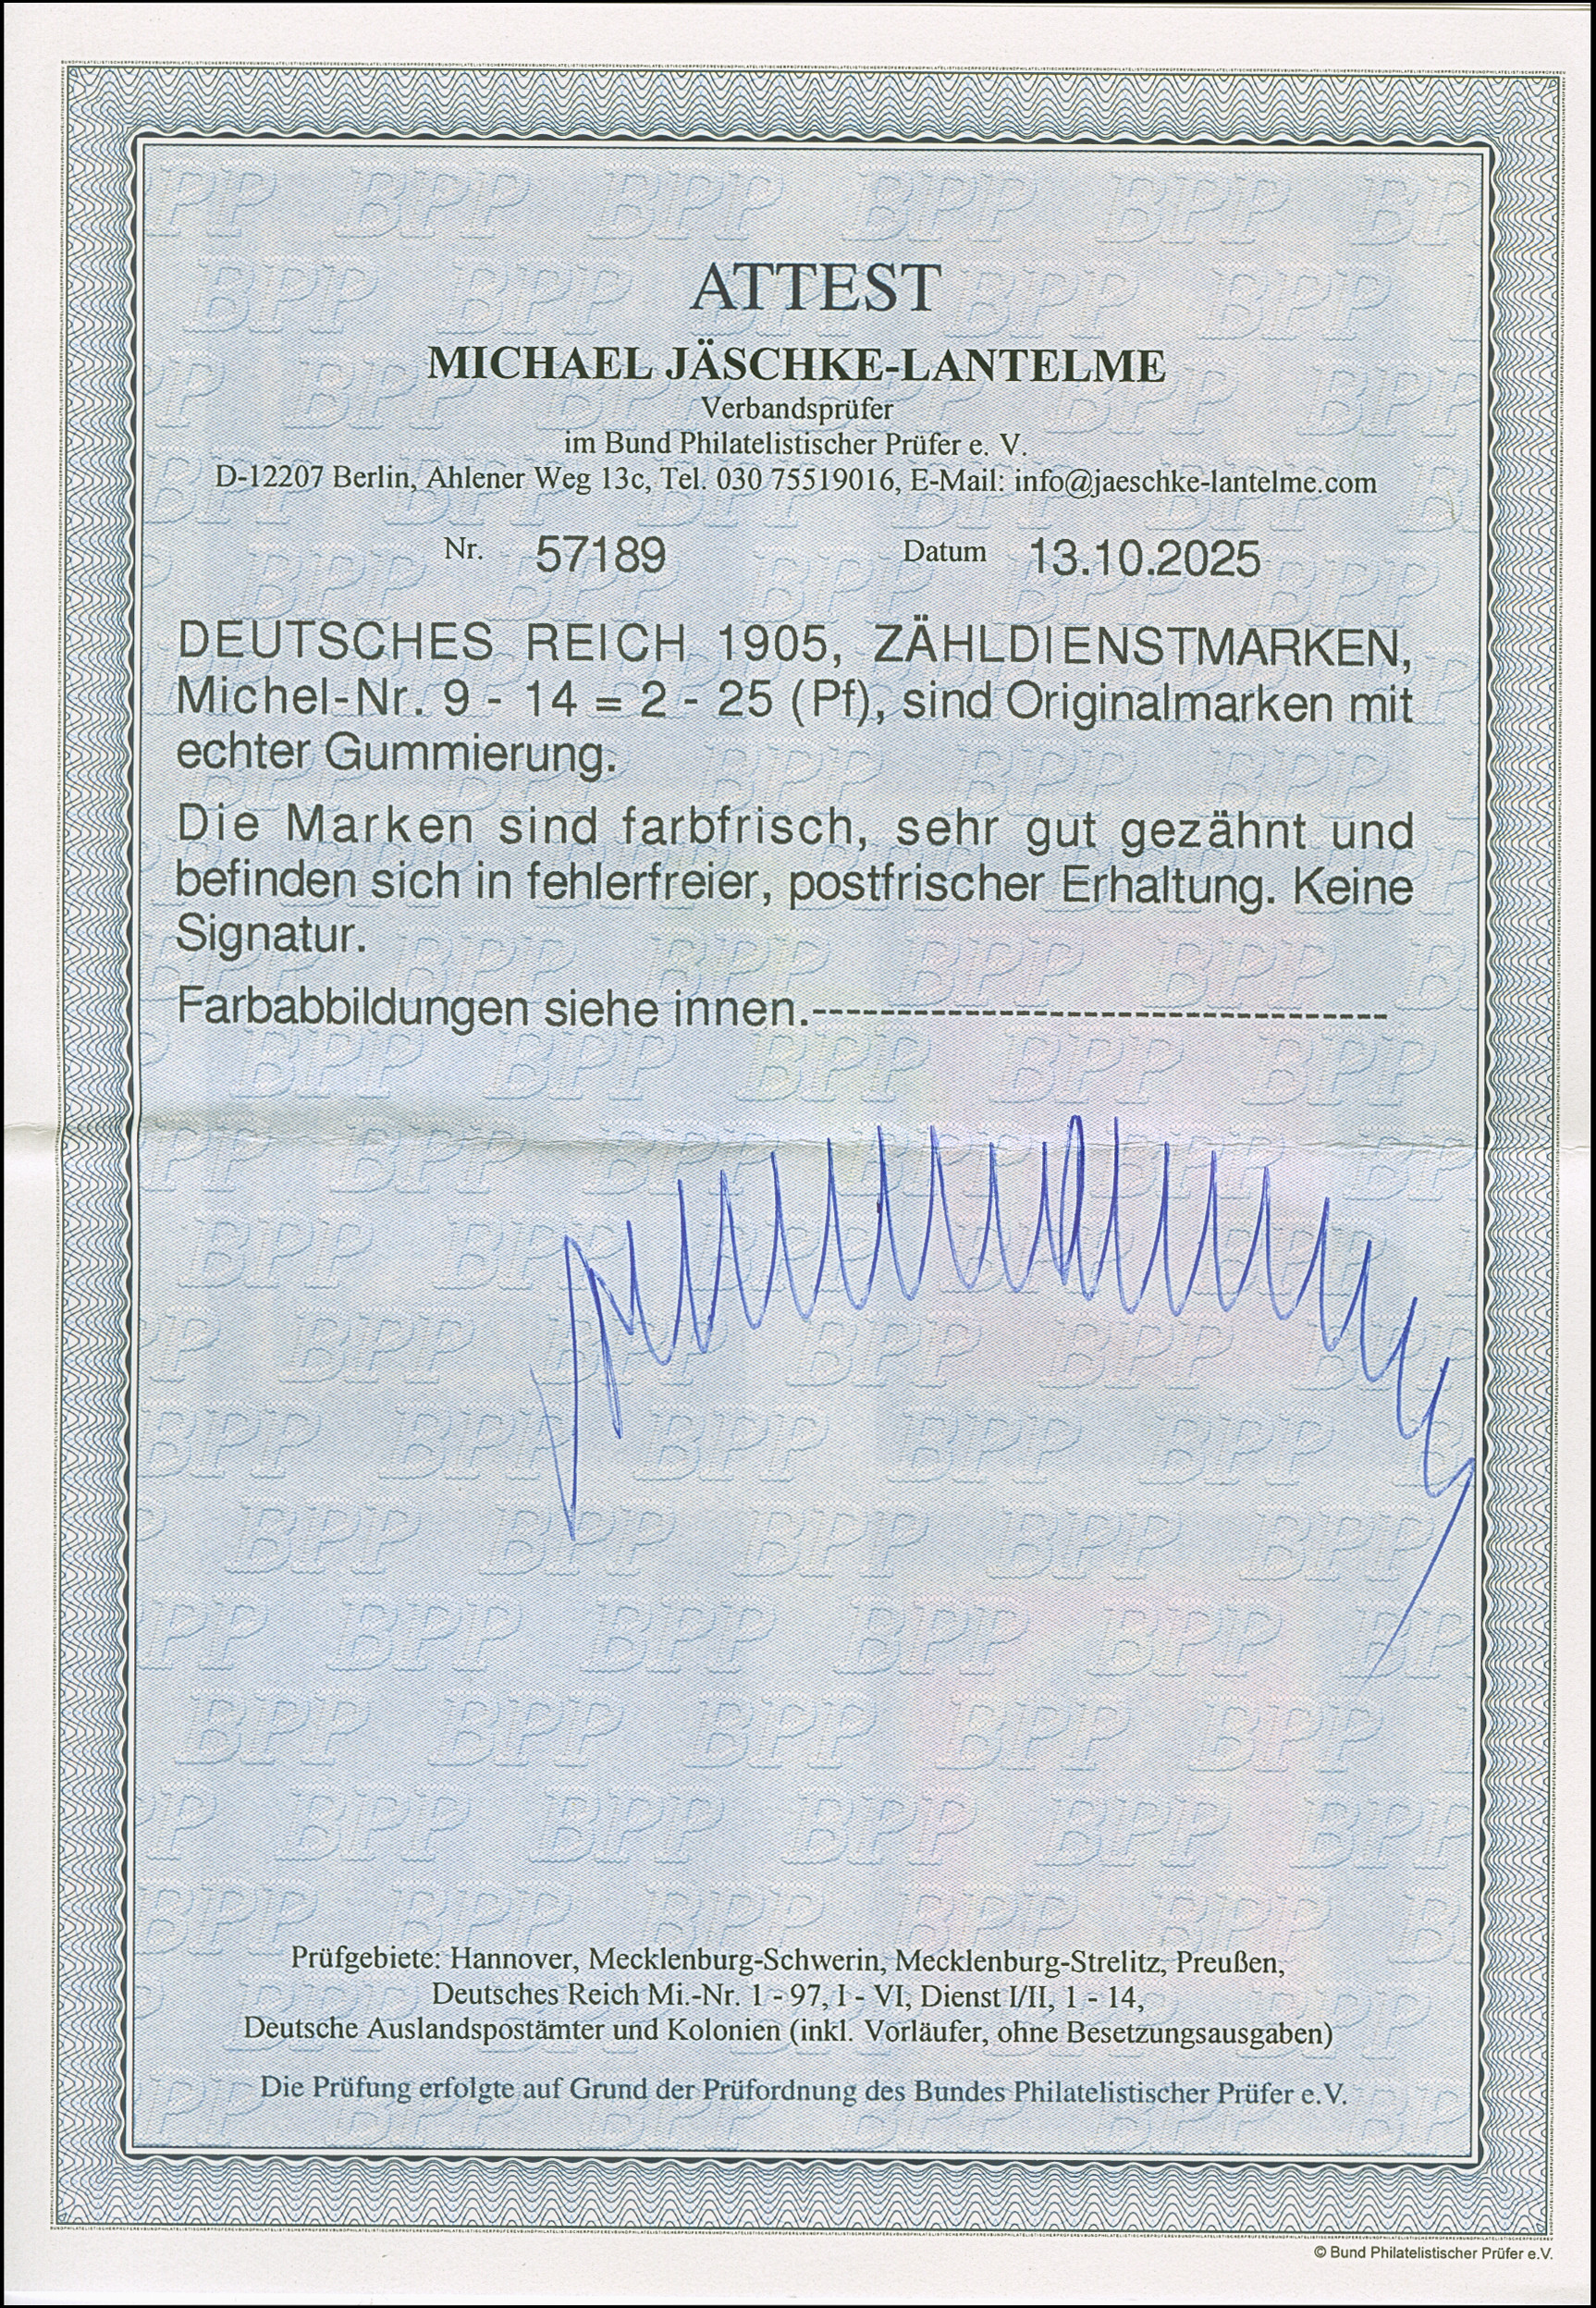 ATTEST
MICHAEL JÄSCHKE-LANTELME
Verbandsprüfer
im Bund Philatelistischer Prüfer e. V.
D-12207 Berlin, Ahlener Weg 13c, Tel. 030 75519016, E-Mail: info@jaeschke-lantelme.com
Nr. 57189 Datum 13.10.2025
DEUTSCHES REICH 1905, ZÄHLDIENSTMARKEN,
Michel-Nr. 9 - 14 = 2 - 25 (Pf), sind Originalmarken mit
echter Gummierung.
Die Marken sind farbfrisch, sehr gut gezähnt und
befinden sich in fehlerfreier, postfrischer Erhaltung. Keine
Signatur.
Farbabbildungen siehe innen.-----------------------------------
Prüfgebiete: Hannover, Mecklenburg-Schwerin, Mecklenburg-Strelitz, Preußen,
Deutsches Reich Mi.-Nr. 1 - 97, I - VI, Dienst I/II, 1 - 14,
Deutsche Auslandspostämter und Kolonien (inkl. Vorläufer, ohne Besetzungsausgaben)
Die Prüfung erfolgte auf Grund der Prüfordnung des Bundes Philatelistischer Prüfer e.V.
© Bund Philatelistischer Prüfer e.V.